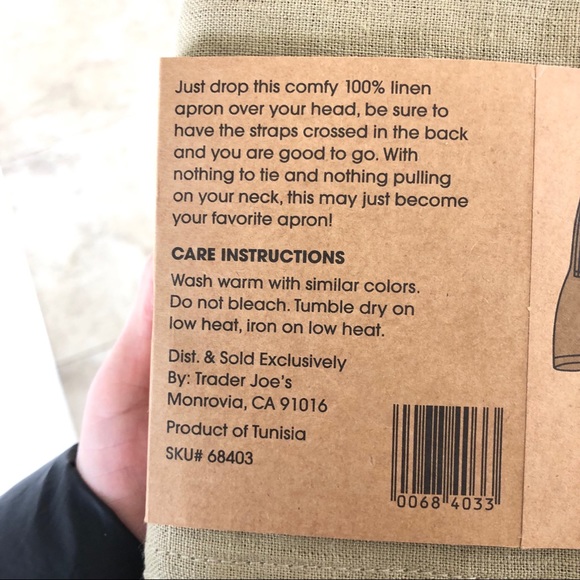 Just drop this comfy 100% linen
apron over your head, be sure to
have the straps crossed in the back
and you are good to go. With
nothing to tie and nothing pulling
on your neck, this may just become
your favorite apron!
CARE INSTRUCTIONS
Wash warm with similar colors.
Do not bleach. Tumble dry on
low heat, iron on low heat.
Dist. & Sold Exclusively
By: Trader Joe's
Monrovia, CA 91016
Product of Tunisia
SKU# 68403
0068 4033